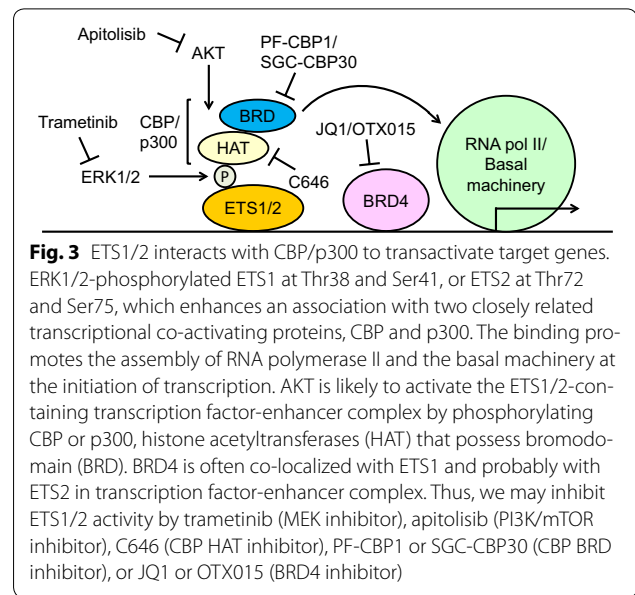 Apitolisib
AKT
PF-CBP1/
SGC-CBP30
BRD
CBP/
p300
Trametinib
HAT
JQ1/OTX015
RNA pol II/
Basal
machinery
ERK1/2
P
C646
BRD4
ETS1/2
Fig. 3 ETS1/2 interacts with CBP/p300 to transactivate target genes.
ERK1/2-phosphorylated ETS1 at Thr38 and Ser41, or ETS2 at Thr72
and Ser75, which enhances an association with two closely related
transcriptional co-activating proteins, CBP and p300. The binding pro-
motes the assembly of RNA polymerase II and the basal machinery at
the initiation of transcription. AKT is likely to activate the ETS1/2-con-
taining transcription factor-enhancer complex by phosphorylating
CBP or p300, histone acetyltransferases (HAT) that possess bromodo-
main (BRD). BRD4 is often co-localized with ETS1 and probably with
ETS2 in transcription factor-enhancer complex. Thus, we may inhibit
ETS1/2 activity by trametinib (MEK inhibitor), apitolisib (PI3K/mTOR
inhibitor), C646 (CBP HAT inhibitor), PF-CBP1 or SGC-CBP30 (CBP BRD
inhibitor), or JQ1 or OTX015 (BRD4 inhibitor)